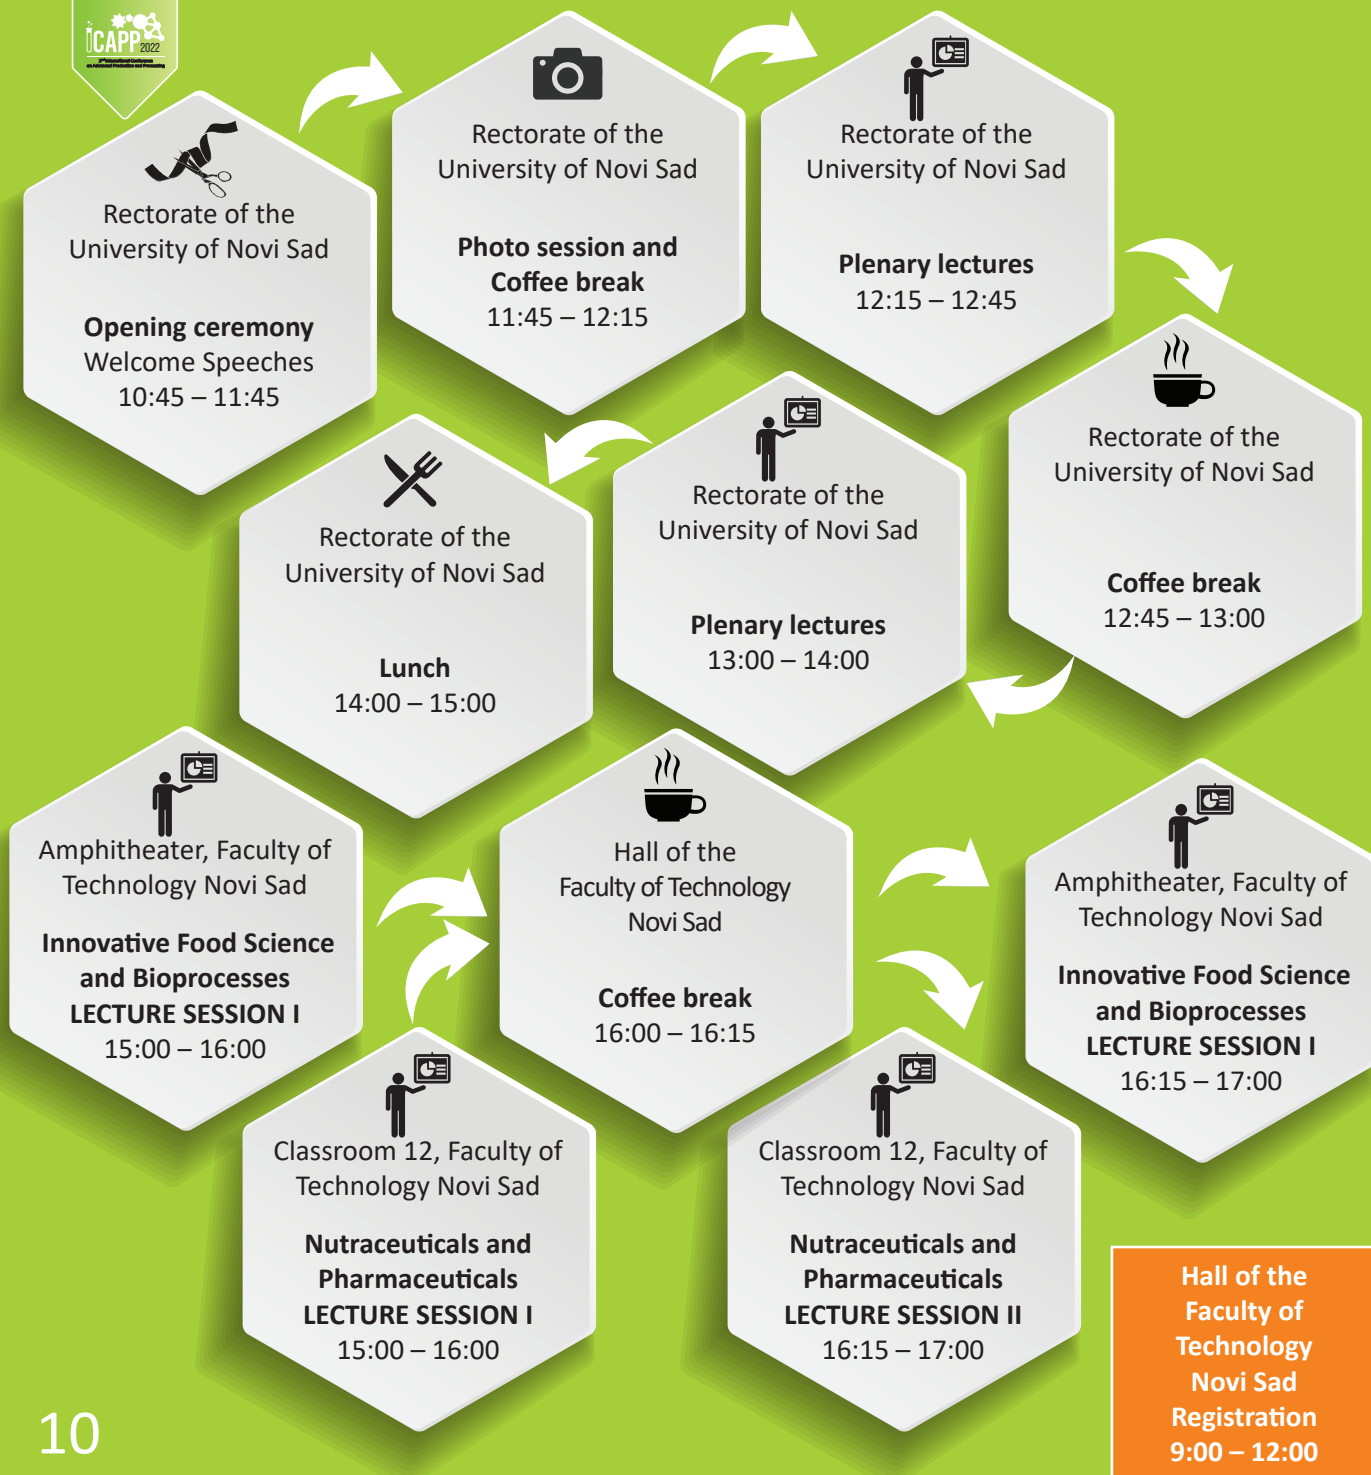 iCAPP 2022
2nd International Conference
on Advanced Production and Processing
Rectorate of the
University of Novi Sad
Opening ceremony
Welcome Speeches
10:45 – 11:45
Rectorate of the
University of Novi Sad
Photo session and
Coffee break
11:45 – 12:15
Rectorate of the
University of Novi Sad
Plenary lectures
12:15 – 12:45
Rectorate of the
University of Novi Sad
Coffee break
12:45 – 13:00
Rectorate of the
University of Novi Sad
Plenary lectures
13:00 – 14:00
Rectorate of the
University of Novi Sad
Lunch
14:00 – 15:00
Amphitheater, Faculty of
Technology Novi Sad
Innovative Food Science
and Bioprocesses
LECTURE SESSION I
15:00 – 16:00
Classroom 12, Faculty of
Technology Novi Sad
Nutraceuticals and
Pharmaceuticals
LECTURE SESSION I
15:00 – 16:00
Hall of the
Faculty of Technology
Novi Sad
Coffee break
16:00 – 16:15
Amphitheater, Faculty of
Technology Novi Sad
Innovative Food Science
and Bioprocesses
LECTURE SESSION I
16:15 – 17:00
Classroom 12, Faculty of
Technology Novi Sad
Nutraceuticals and
Pharmaceuticals
LECTURE SESSION II
16:15 – 17:00
Hall of the
Faculty of
Technology
Novi Sad
Registration
9:00 – 12:00
10